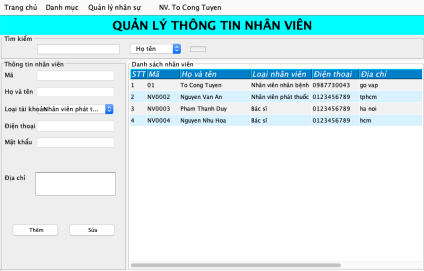 Trang chủ Danh mục Quản lý nhân sự NV. To Cong Tuyen
QUẢN LÝ THÔNG TIN NHÂN VIÊN
Tìm kiếm
Họ tên
Thông tin nhân viên
Mã
Họ và tên
Loại tài khoản Nhân viên phát t...
Điện thoại
Mật khẩu
Địa chỉ
Thêm Sửa
Danh sách nhân viên
STT Mã Họ và tên Loại nhân viên Điện thoại Địa chỉ
1 01 To Cong Tuyen Nhân viên nhân bệnh 0987730043 go vap
2 NV0002 Nguyen Van An Nhân viên phát thuốc 0123456789 tphcm
3 NV0003 Pham Thanh Duy Bác sĩ 0123456789 ha noi
4 NV0004 Nguyen Nhu Hoa Bác sĩ 0123456789 hcm